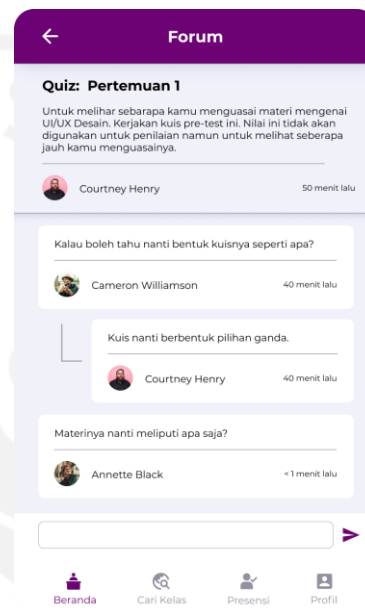 Forum
Quiz: Pertemuan 1
Untuk melihar sebarapa kamu menguasai materi mengenai
UI/UX Desain. Kerjakan kuis pre-test ini. Nilai ini tidak akan
digunakan untuk penilaian namun untuk melihat seberapa
jauh kamu menguasainya.
Courtney Henry 50 menit lalu
Kalau boleh tahu nanti bentuk kuisnya seperti apa?
Cameron Williamson 40 menit lalu
Kuis nanti berbentuk pilihan ganda.
Courtney Henry 40 menit lalu
Materinya nanti meliputi apa saja?
Annette Black < 1 menit lalu
Beranda Cari Kelas Presensi Profil